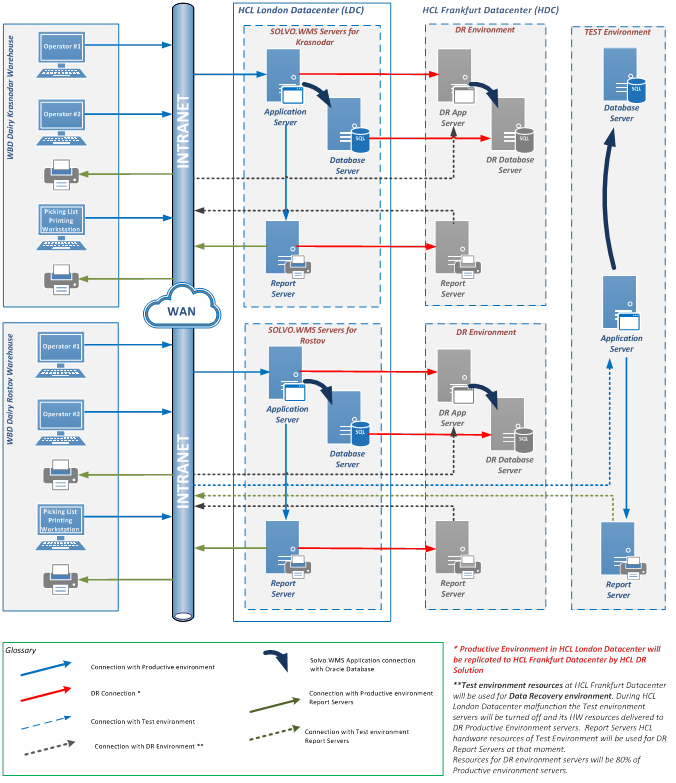 HCL London Datacenter (LDC)
HCL Frankfurt Datacenter (HDC)
WBD Dairy Krasnodar Warehouse
Operator #1
Operator #2
Picking List
Printing
Workstation
INTRANET
SOLVO.WMS Servers for
Krasnodar
Application
Server
SQL
Database
Server
Report
Server
DR Environment
DR App
Server
SQL
DR Database
Server
Report
Server
TEST Environment
SQL
Database
Server
Application
Server
Report
Server
WAN
WBD Dairy Rostov Warehouse
Operator #1
Operator #2
Picking List
Printing
Workstation
INTRANET
SOLVO.WMS Servers for
Rostov
Application
Server
SQL
Database
Server
Report
Server
DR Environment
DR App
Server
SQL
DR Database
Server
Report
Server
Glossary
Connection with Productive environment
DR Connection *
Connection with Test environment
Connection with DR Environment **
Solvo.WMS Application connection
with Oracle Database
Connection with Productive environment
Report Servers
Connection with Test environment
Report Servers
* Productive Environment in HCL London Datacenter will
be replicated to HCL Frankfurt Datacenter by HCL DR
Solution
**Test environment resources at HCL Frankfurt Datacenter
will be used for Data Recovery environment. During HCL
London Datacenter malfunction the Test environment
servers will be turned off and its HW resources delivered to
DR Productive Environment servers. Report Servers HCL
hardware resources of Test Environment will be used for DR
Report Servers at that moment.
Resources for DR environment servers will be 80% of
Productive environment servers.